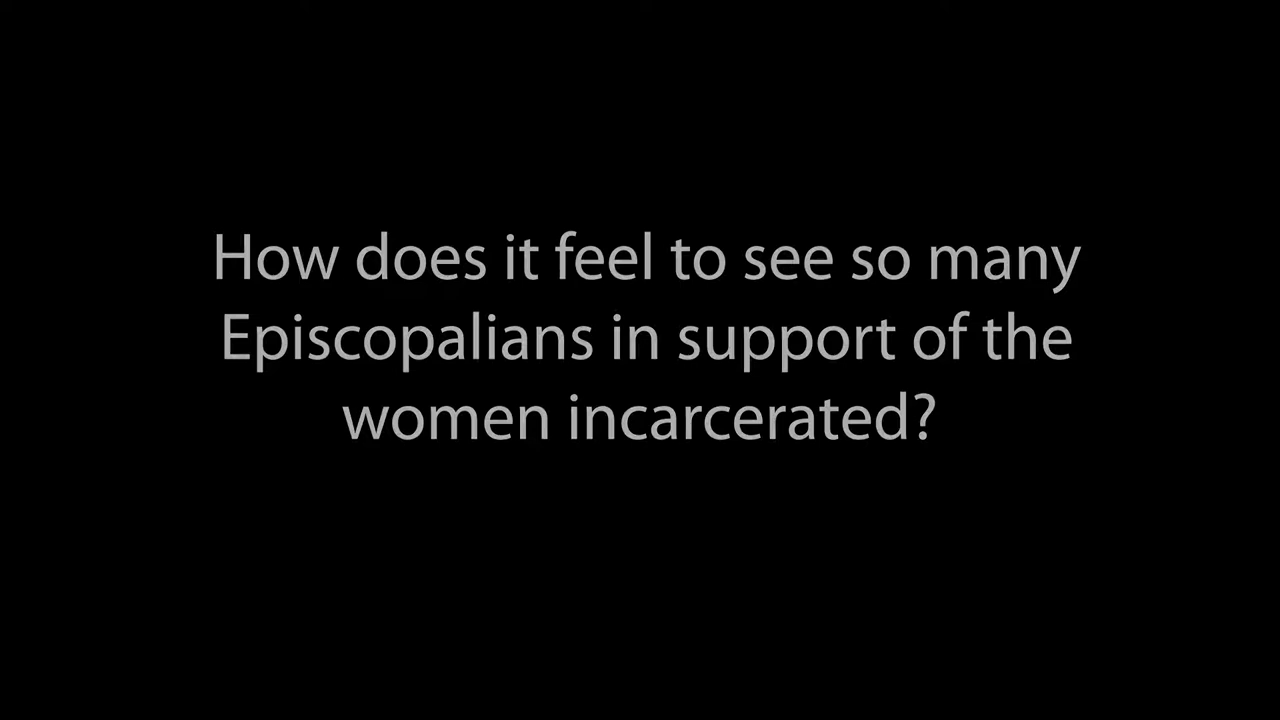 How does it feel to see so many
Episcopalians in support of the
women incarcerated?